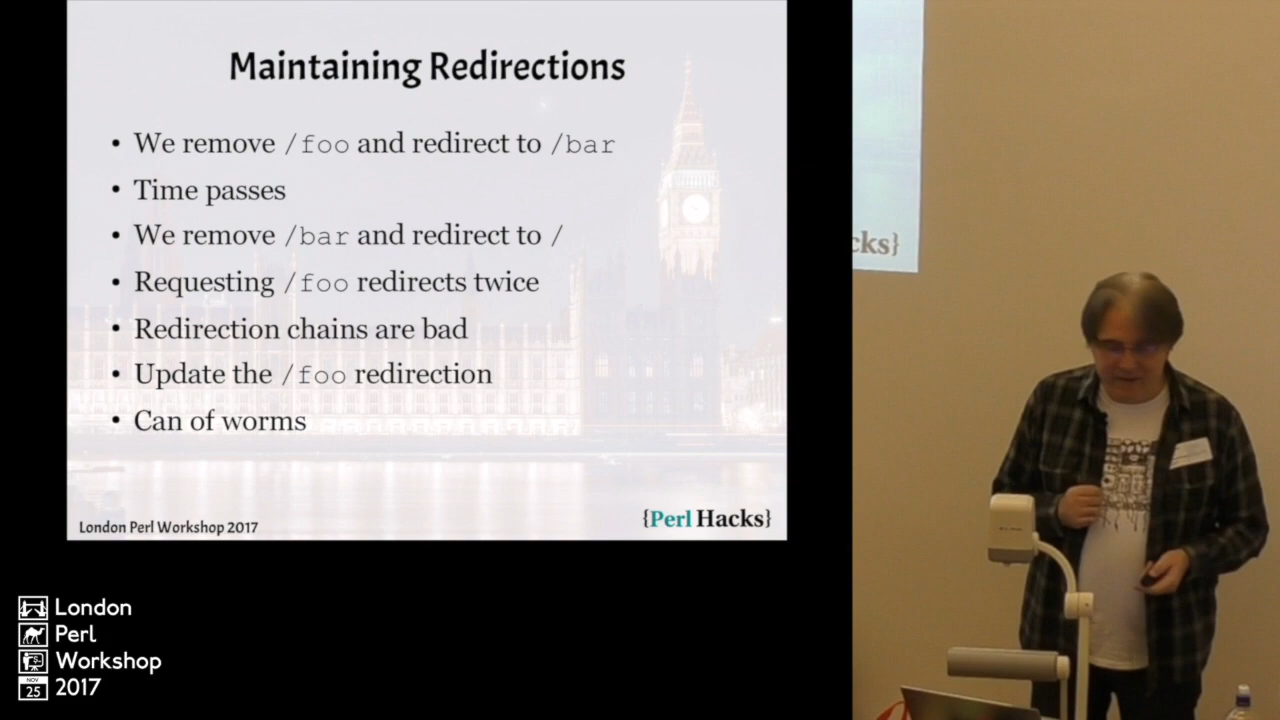 Maintaining Redirections
• We remove /foo and redirect to /bar
• Time passes
• We remove /bar and redirect to /
• Requesting /foo redirects twice
• Redirection chains are bad
• Update the /foo redirection
• Can of worms
London Perl Workshop 2017
{Perl Hacks}
cks}
London
Perl
Workshop
NOV
25
2017